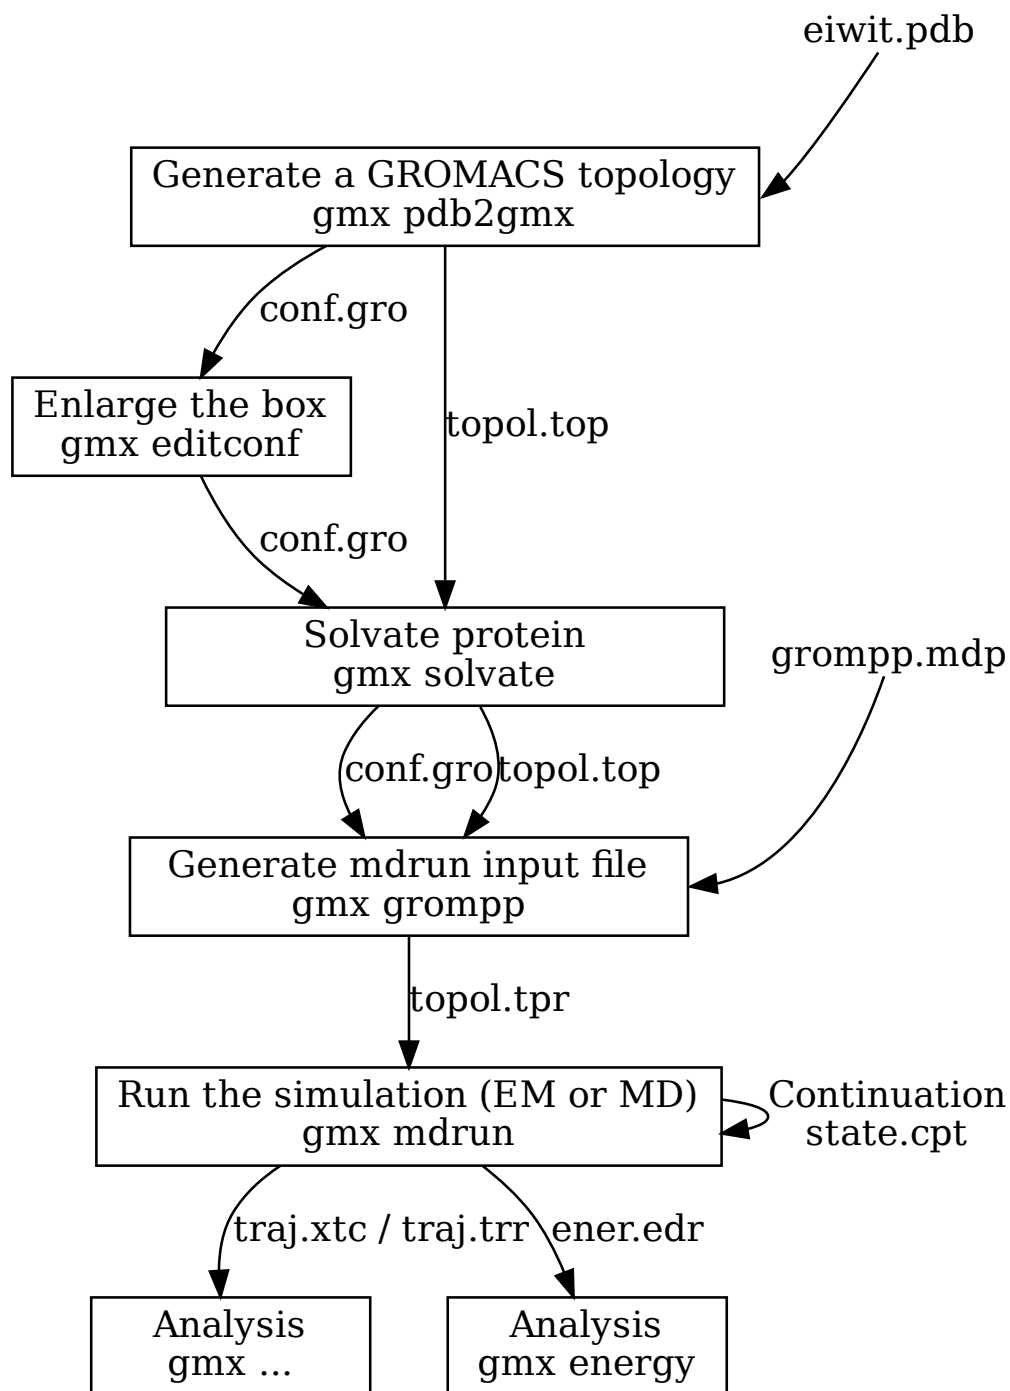 eiwit.pdb
Generate a GROMACS topology
gmx pdb2gmx
conf.gro
Enlarge the box
gmx editconf
topol.top
conf.gro
Solvate protein
gmx solvate
grompp.mdp
conf.gro
topol.top
Generate mdrun input file
gmx grompp
topol.tpr
Run the simulation (EM or MD)
gmx mdrun
Continuation
state.cpt
traj.xtc / traj.trr
ener.edr
Analysis
gmx ...
Analysis
gmx energy